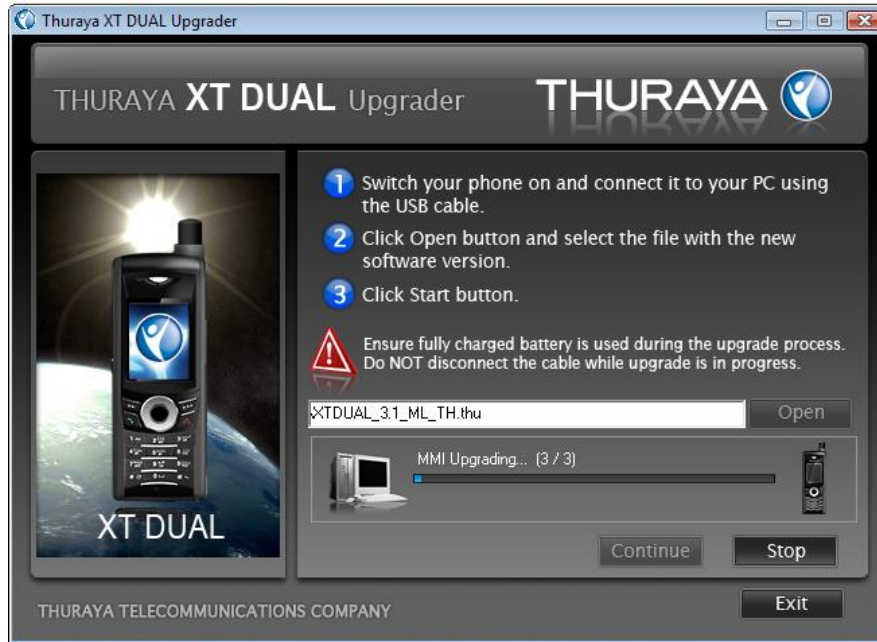 Thuraya XT DUAL Upgrader
THURAYA XT DUAL Upgrader
THURAYA
1 Switch your phone on and connect it to your PC using
the USB cable.
2 Click Open button and select the file with the new
software version.
3 Click Start button.
Ensure fully charged battery is used during the upgrade process.
Do NOT disconnect the cable while upgrade is in progress.
XTDUAL_3.1_ML_TH.thu
Open
MMI Upgrading... (3 / 3)
XT DUAL
Continue
Stop
THURAYA TELECOMMUNICATIONS COMPANY
Exit